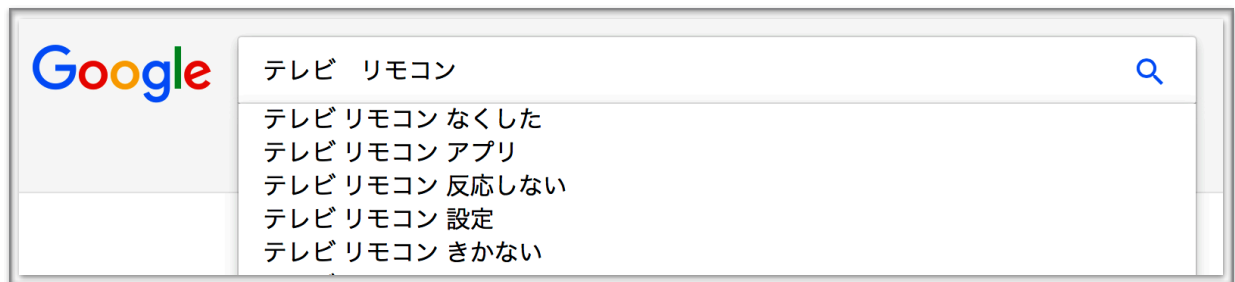 Google
テレビ　リモコン
テレビ リモコン なくした
テレビ リモコン アプリ
テレビ リモコン 反応しない
テレビ リモコン 設定
テレビ リモコン きかない